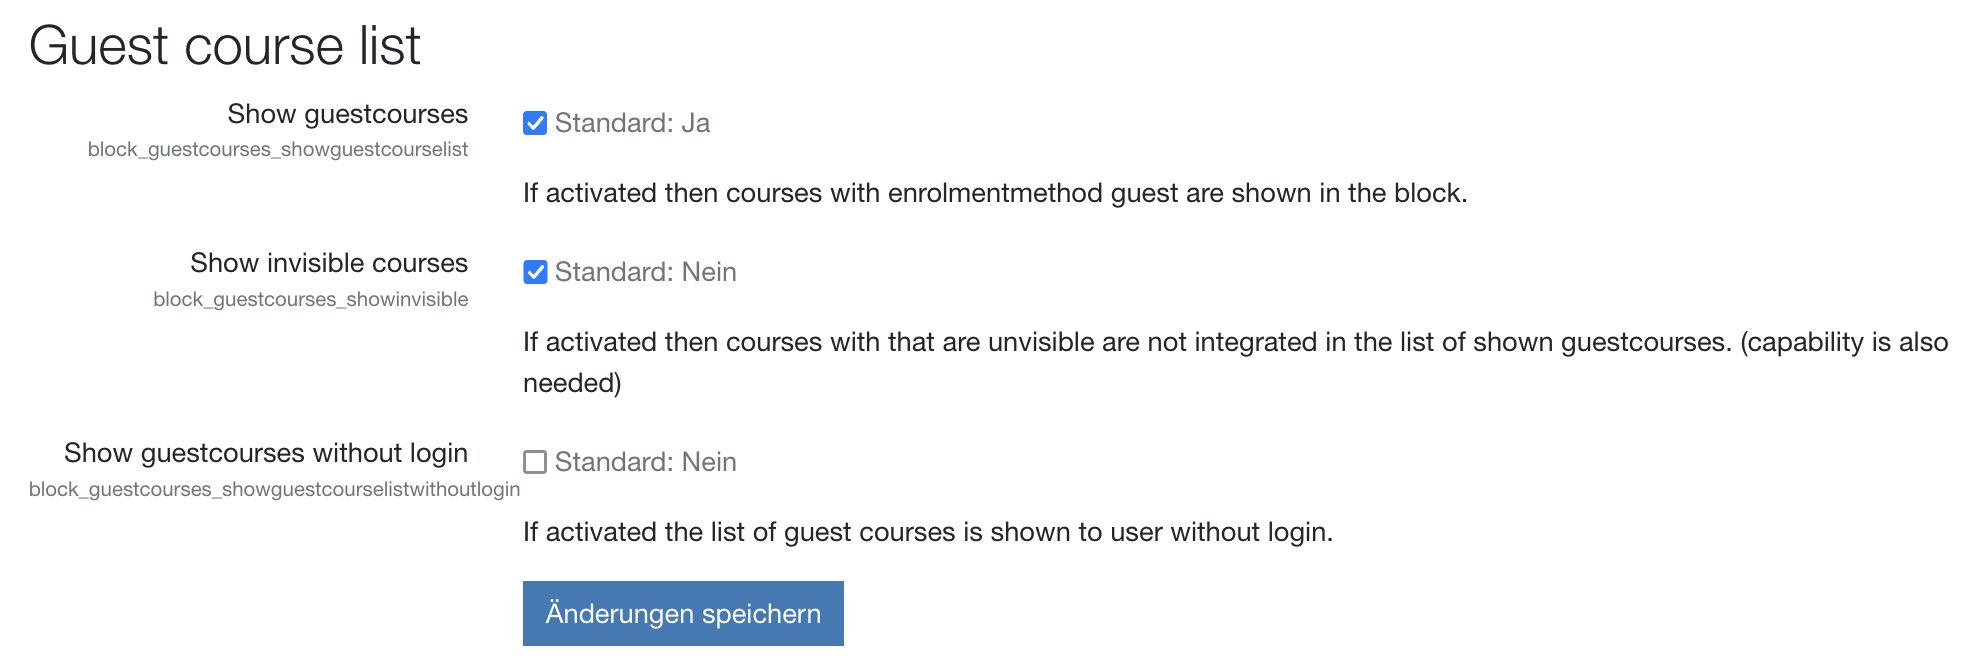 Guest course list
Show guestcourses
block_guestcourses_showguestcourselist
Standard: Ja
If activated then courses with enrolmentmethod guest are shown in the block.
Show invisible courses
block_guestcourses_showinvisible
Standard: Nein
If activated then courses with that are unvisible are not integrated in the list of shown guestcourses. (capability is also
needed)
Show guestcourses without login
block_guestcourses_showguestcourselistwithoutlogin
Standard: Nein
If activated the list of guest courses is shown to user without login.
Änderungen speichern